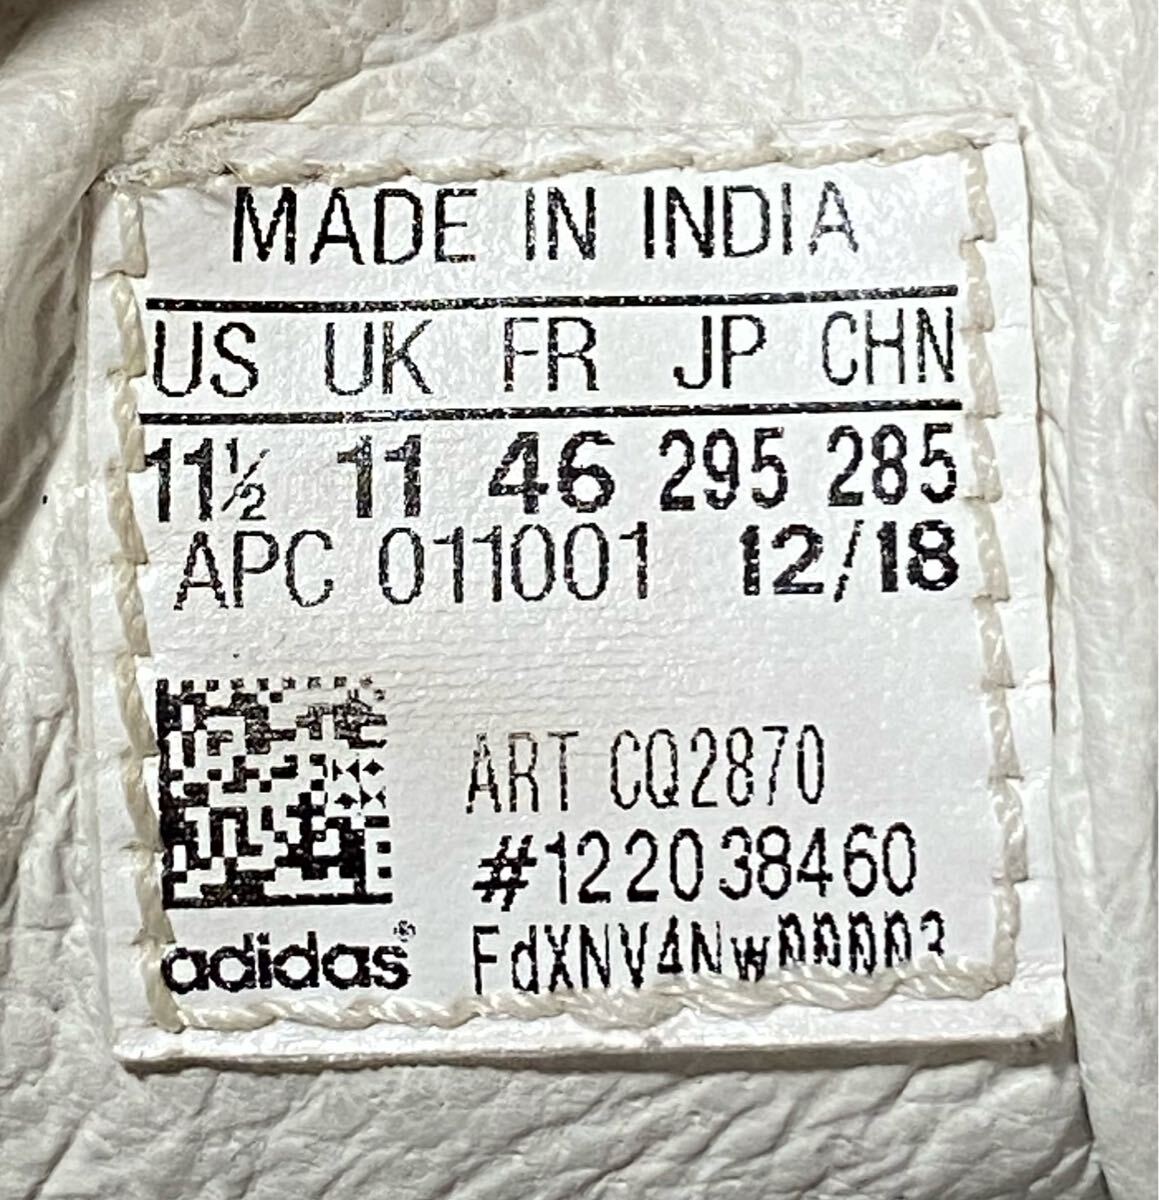 MADE IN INDIA
US UK FR JP CHN
11½ 11 46 295 285
APC 011001 12/18
ART CQ2870
#122038460
adidas®